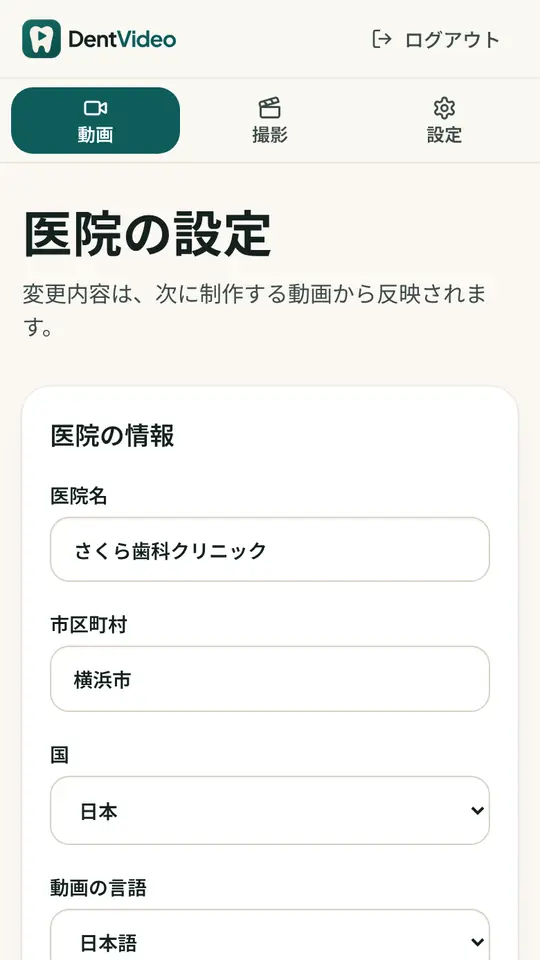 DentVideo
ログアウト
動画
撮影
設定
医院の設定
変更内容は、次に制作する動画から反映されま
す。
医院の情報
医院名
さくら歯科クリニック
市区町村
横浜市
国
日本
動画の言語
日本語